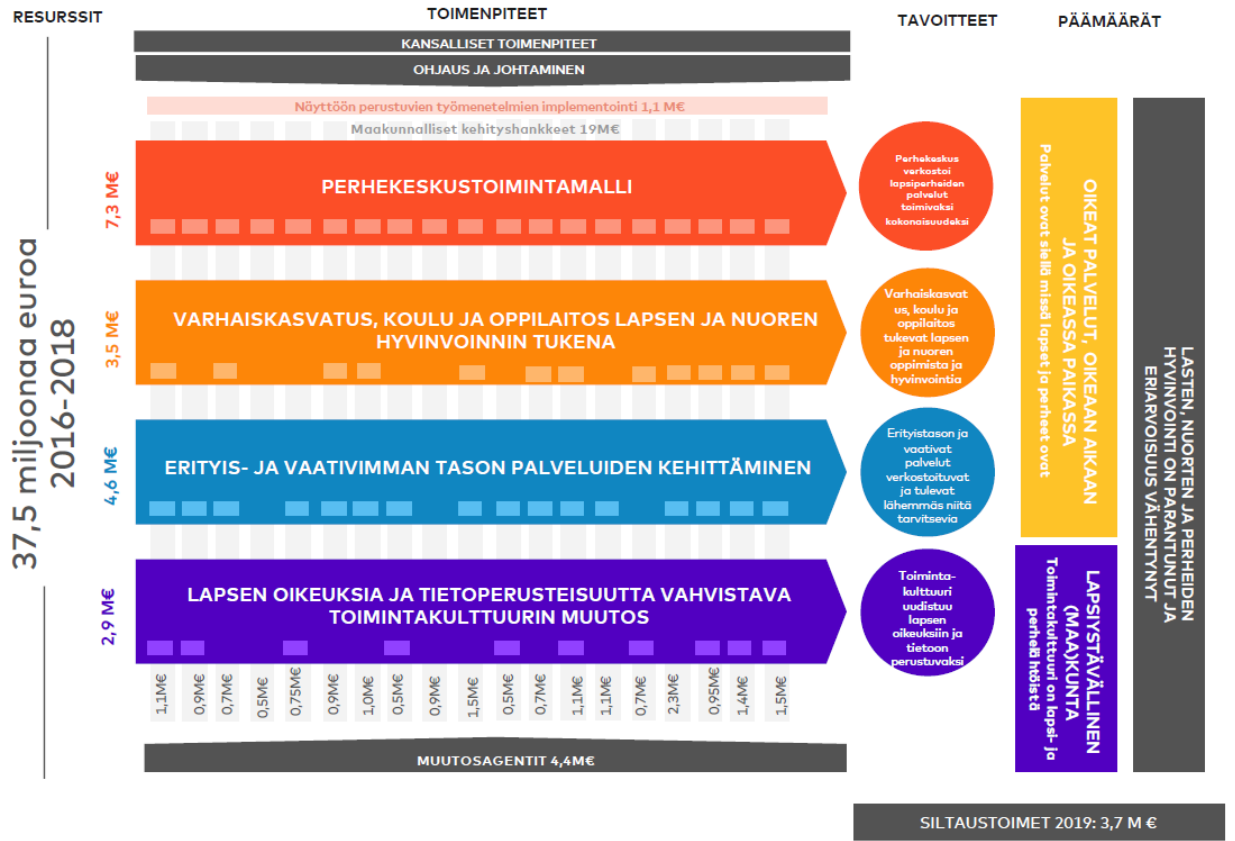 RESURSSIT
TOIMENPITEET
TAVOITTEET
PÄÄMÄÄRÄT
KANSALLISET TOIMENPITEET
OHJAUS JA JOHTAMINEN
Näyttöön perustuvien työmenetelmien implementointi 1,1 M€
Maakunnalliset kehityshankkeet 19M€
37,5 miljoonaa euroa
2016-2018
7,3 M€
PERHEKESKUSTOIMINTAMALLI
Perhekeskus
verkostoi
lapsiperheiden
palvelut
toimivaksi
kokonaisuudeksi
3,5 M€
VARHAISKASVATUS, KOULU JA OPPILAITOS LAPSEN JA NUOREN
HYVINVOINNIN TUKENA
Varhaiskasvat
us, koulu ja
oppilaitos
tukevat lapsen
ja nuoren
oppimista ja
hyvinvointia
4,6 M€
ERITYIS- JA VAATIVIMMAN TASON PALVELUIDEN KEHITTÄMINEN
Erityistason ja
vaativat
palvelut
verkostoituvat
ja tulevat
lähemmäs niitä
tarvitsevia
2,9 M€
LAPSEN OIKEUKSIA JA TIETOPERUSTEISUUTTA VAHVISTAVA
TOIMINTAKULTTUURIN MUUTOS
Toiminta-
kulttuuri
uudistuu
lapsen
oikeuksiin ja
tietoon
perustuvaksi
1,1M€
0,9M€
0,7M€
0,5M€
0,75M€
0,9M€
1,0M€
0,5M€
0,9M€
1,5M€
0,5M€
0,7M€
1,1M€
1,1M€
0,7M€
2,3M€
0,95M€
1,4M€
1,5M€
MUUTOSAGENTIT 4,4M€
OIKEAT PALVELUT, OIKEAAN AIKAAN
JA OIKEASSA PAIKASSA
Palvelut ovat siellä missä lapset ja perheet ovat
LAPSIYSTÄVÄLLINEN
(MAA)KUNTA
Toimintakulttuuri on lapsi- ja
perhelähtöistä
LASTEN, NUORTEN JA PERHEIDEN
HYVINVOINTI ON PARANTUNUT JA
ERIARVOISUUS VÄHENTYNYT
SILTAUSTOIMET 2019: 3,7 M €